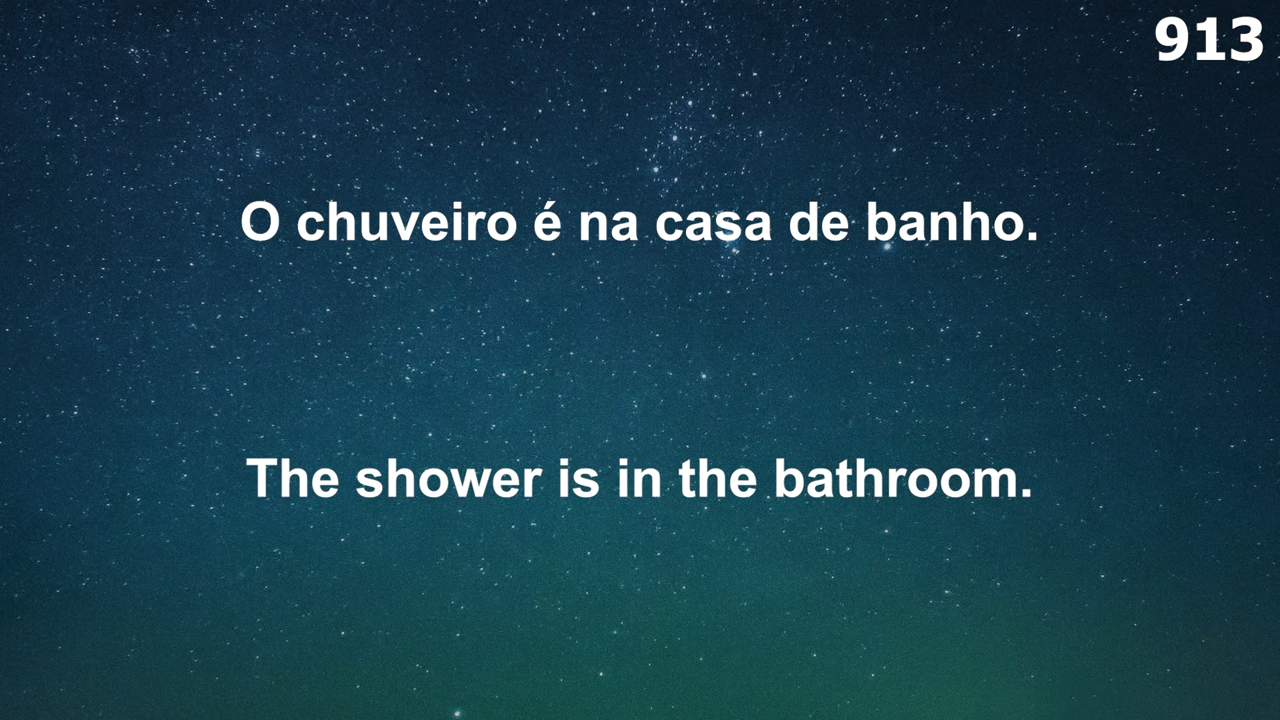 913
O chuveiro é na casa de banho.
The shower is in the bathroom.